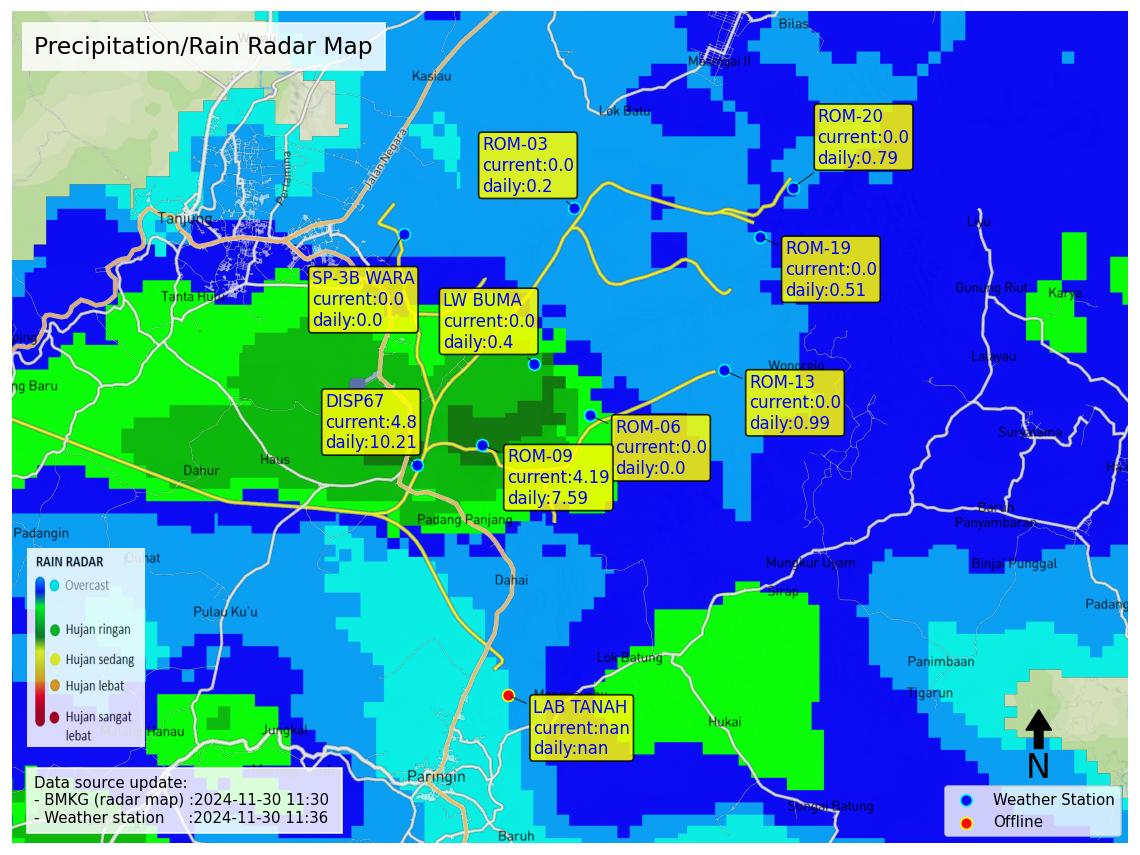 Precipitation/Rain Radar Map
Bilas
Masingai II
Kasiau
Lok Batu
ROM-20
current:0.0
daily:0.79
ROM-03
current:0.0
daily:0.2
Jalan Negara
Pertamina
Tanjung
Liyu
ROM-19
current:0.0
daily:0.51
SP-3B WARA
current:0.0
daily:0.0
LW BUMA
current:0.0
daily:0.4
Gunung Riut
Karya
Tanta Hulu
Lalayau
ng Baru
ROM-13
current:0.0
daily:0.99
DISP67
current:4.8
daily:10.21
ROM-06
current:0.0
daily:0.0
ROM-09
current:4.19
daily:7.59
Haus
Dahur
Padang Panjang
Panyambaran
Padangin
Mungkur Uyam
Binjai Punggal
Sirap
Dahai
Padang
Pulau Ku'u
RAIN RADAR
Overcast
Hujan ringan
Hujan sedang
Hujan lebat
Hujan sangat
lebat
Lok Batung
Panimbaan
Tigarun
LAB TANAH
current:nan
daily:nan
Hukai
Jungkal
Hanau
N
Paringin
Data source update:
- BMKG (radar map) :2024-11-30 11:30
- Weather station :2024-11-30 11:36
Weather Station
Offline
Sungai Batung
Baruh